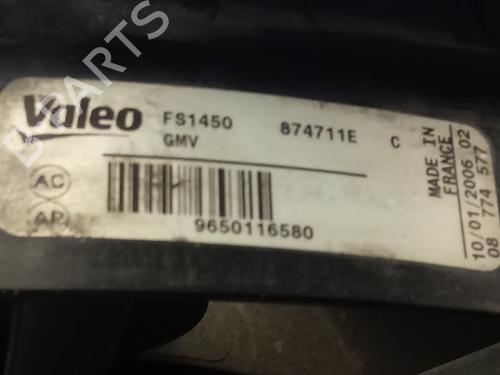 B-PARTS
Valeo FS1450 874711E C
GMV
AC
AP
9650116580
MADE IN
FRANCE
10/01/2006 02
08 774 577